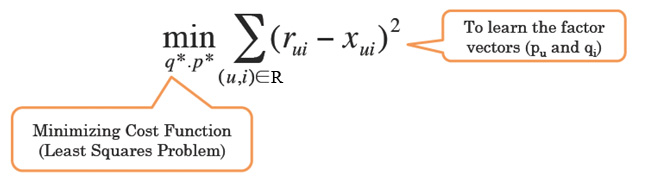 min ∑(r_ui − x_ui)²
q*.p* (u,i)∈R
To learn the factor
vectors (p_u and q_i)
Minimizing Cost Function
(Least Squares Problem)